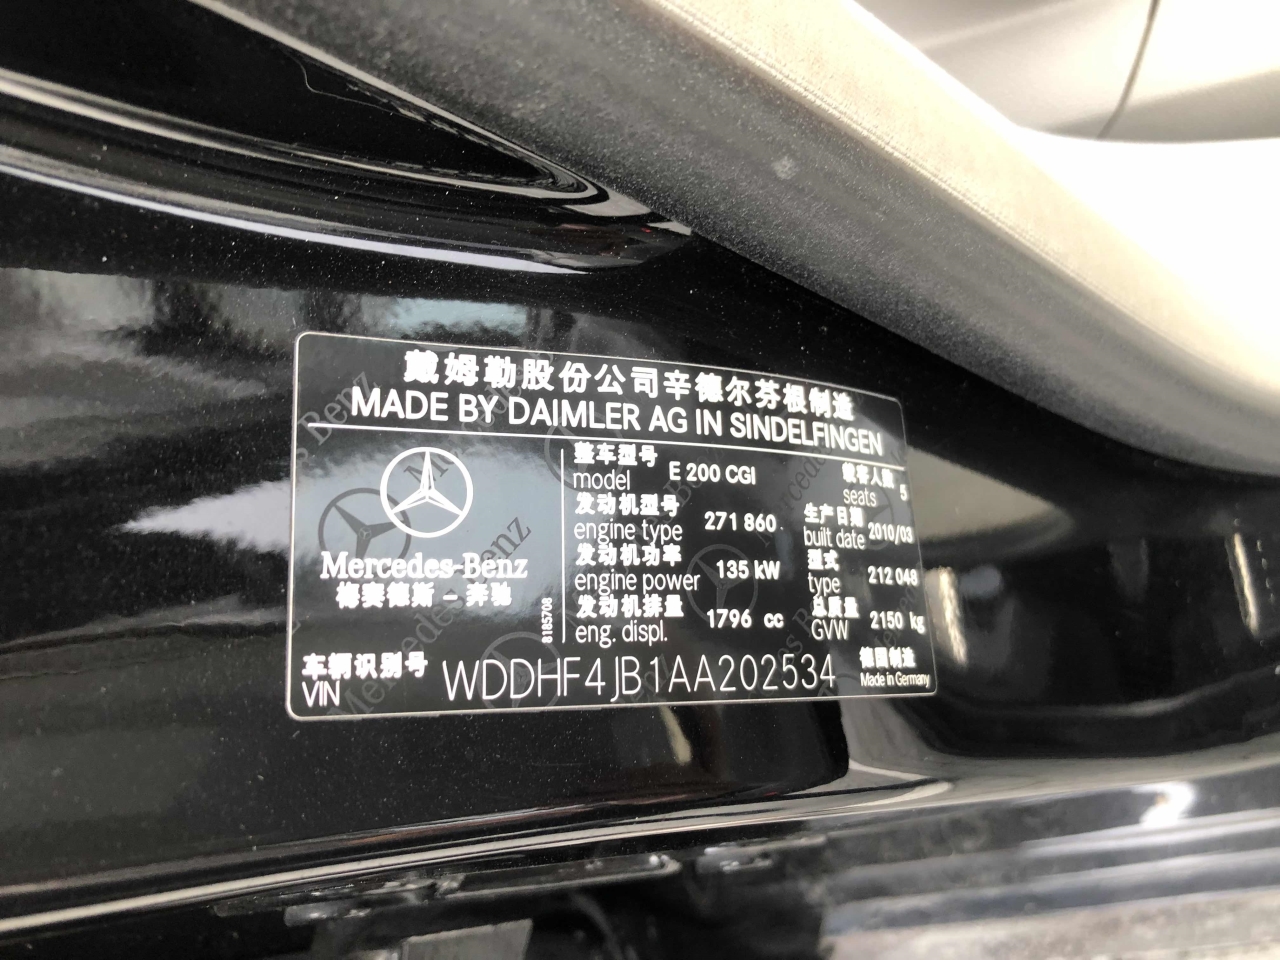 戴姆勒股份公司辛德尔芬根制造
MADE BY DAIMLER AG IN SINDELFINGEN
Mercedes-Benz
梅赛德斯 - 奔驰
8185708
整车型号
model E 200 CGI
载客人数
seats 5
发动机型号
engine type 271 860
生产日期
built date 2010/03
发动机功率
engine power 135 kW
型式
type 212 048
发动机排量
eng. displ. 1796 cc
总质量
GVW 2150 kg
车辆识别号
VIN WDDHF4JB1AA202534
德国制造
Made in Germany